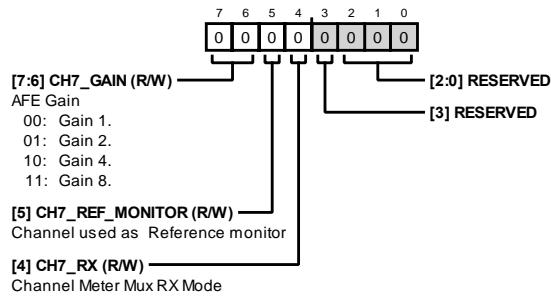 7 6 5 4 3 2 1 0
0 0 0 0 0 0 0 0
[7:6] CH7_GAIN (R/W)
AFE Gain
00: Gain 1.
01: Gain 2.
10: Gain 4.
11: Gain 8.
[5] CH7_REF_MONITOR (R/W)
Channel used as Reference monitor
[4] CH7_RX (R/W)
Channel Meter Mux RX Mode
[2:0] RESERVED
[3] RESERVED